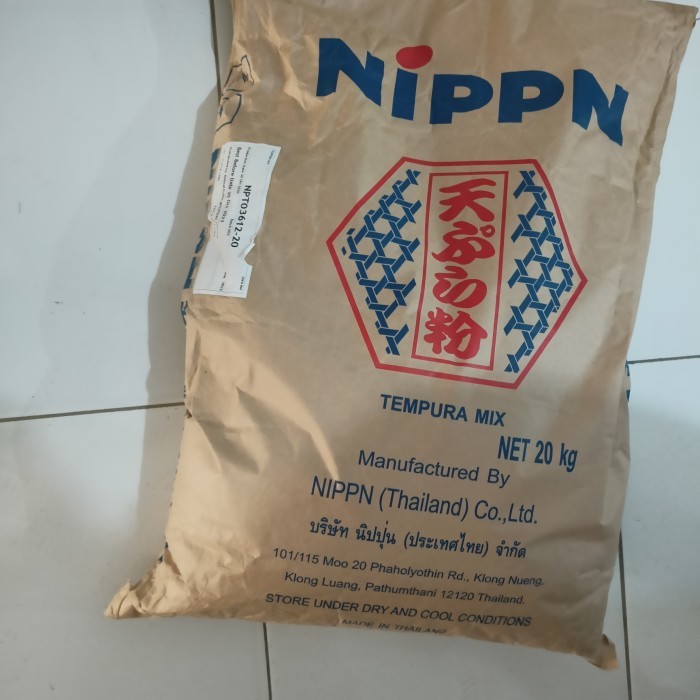 NIPPN
天ぷら粉
NPT03612-20
Best Before Date
TEMPURA MIX
NET 20 kg
Manufactured By
NIPPN (Thailand) Co.,Ltd.
บริษัท นิปปุ่น (ประเทศไทย) จำกัด
101/115 Moo 20 Phaholyothin Rd., Klong Nueng.
Klong Luang, Pathumthani 12120 Thailand.
STORE UNDER DRY AND COOL CONDITIONS
MADE IN THAILAND